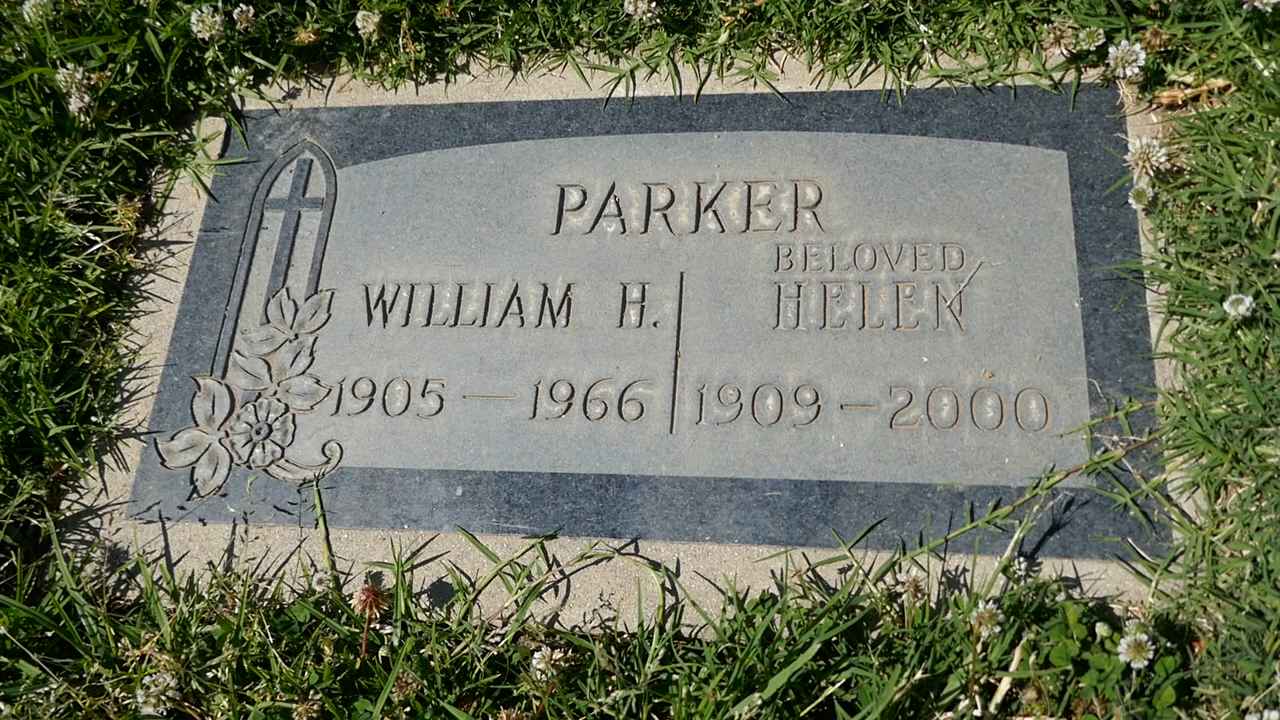 PARKER
WILLIAM H.
1905 — 1966
BELOVED
HELEN
1909 — 2000